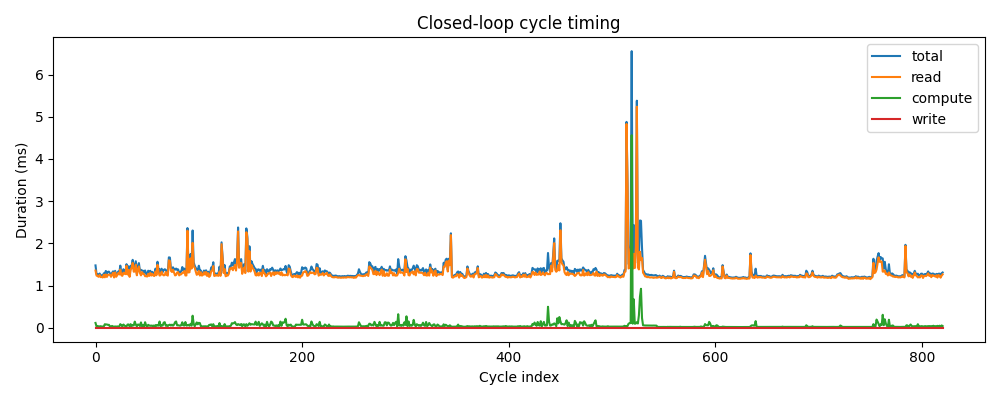 Closed-loop cycle timing
total
read
compute
write
Duration (ms)
6
5
4
3
2
1
0
0 200 400 600 800
Cycle index